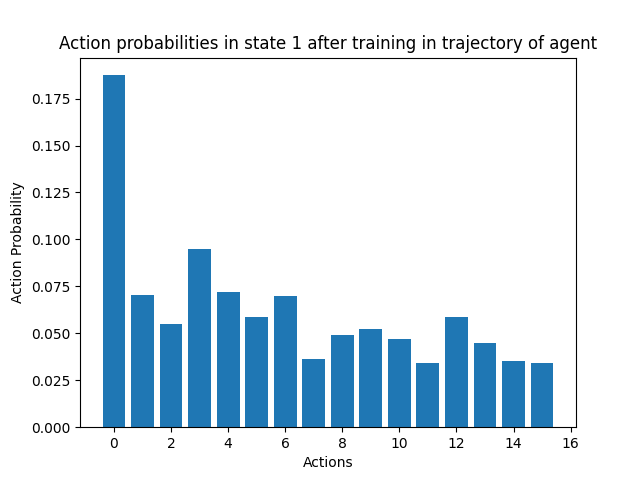 Action probabilities in state 1 after training in trajectory of agent
0.175
0.150
0.125
0.100
0.075
0.050
0.025
0.000
Action Probability
0 2 4 6 8 10 12 14 16
Actions